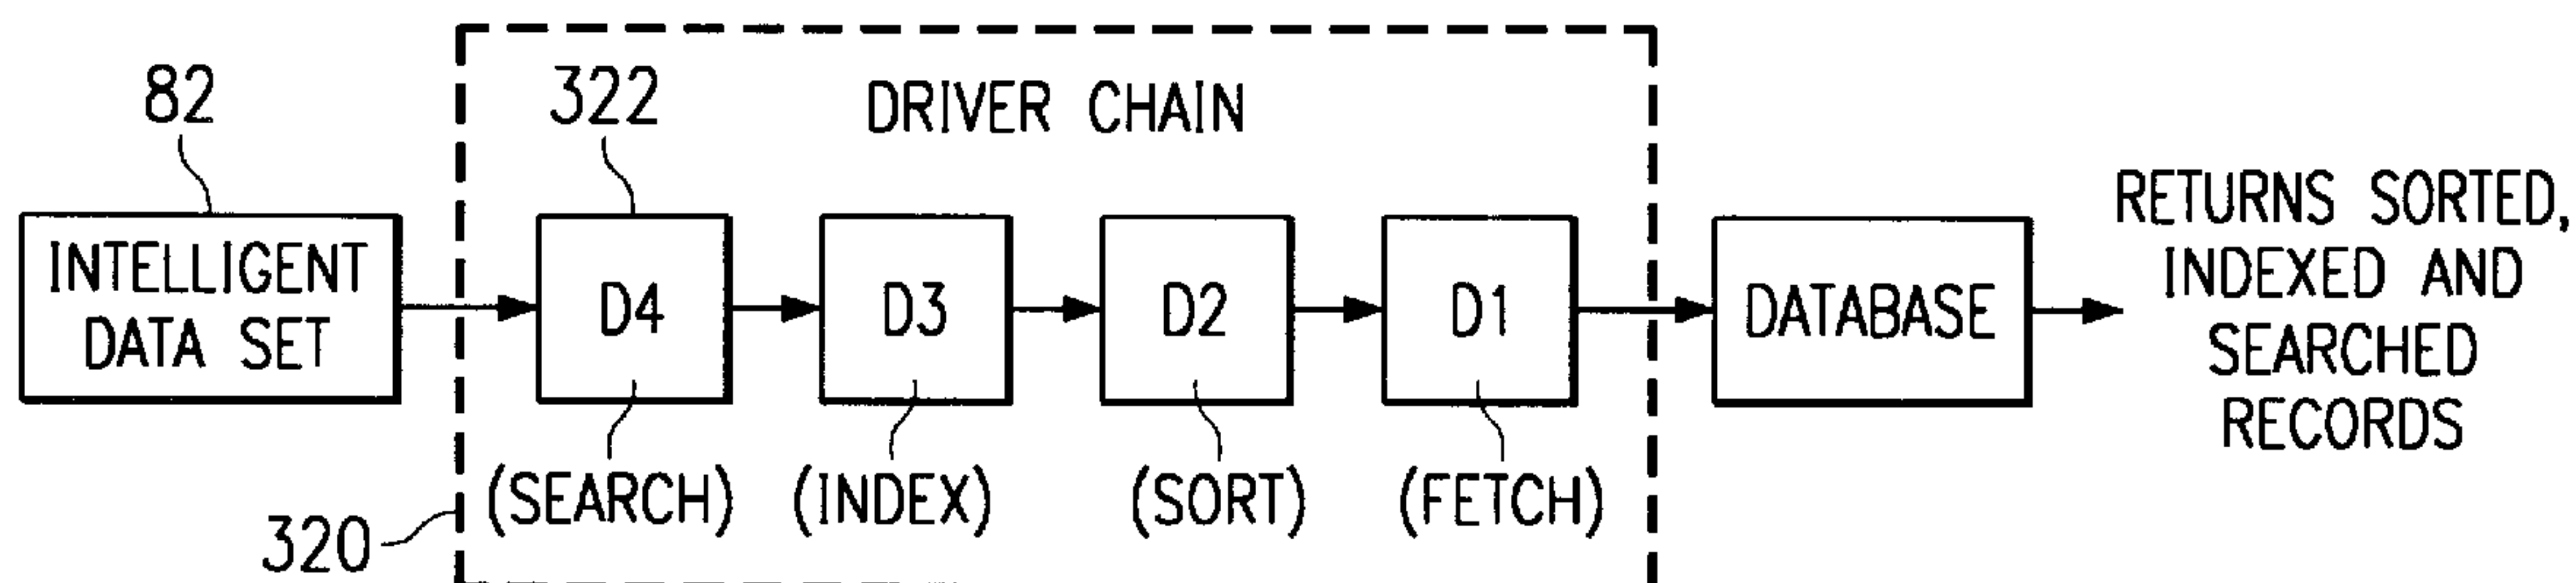 82
322
DRIVER CHAIN
INTELLIGENT
DATA SET
D4
D3
D2
D1
DATABASE
RETURNS SORTED,
INDEXED AND
SEARCHED
RECORDS
(SEARCH)
(INDEX)
(SORT)
(FETCH)
320